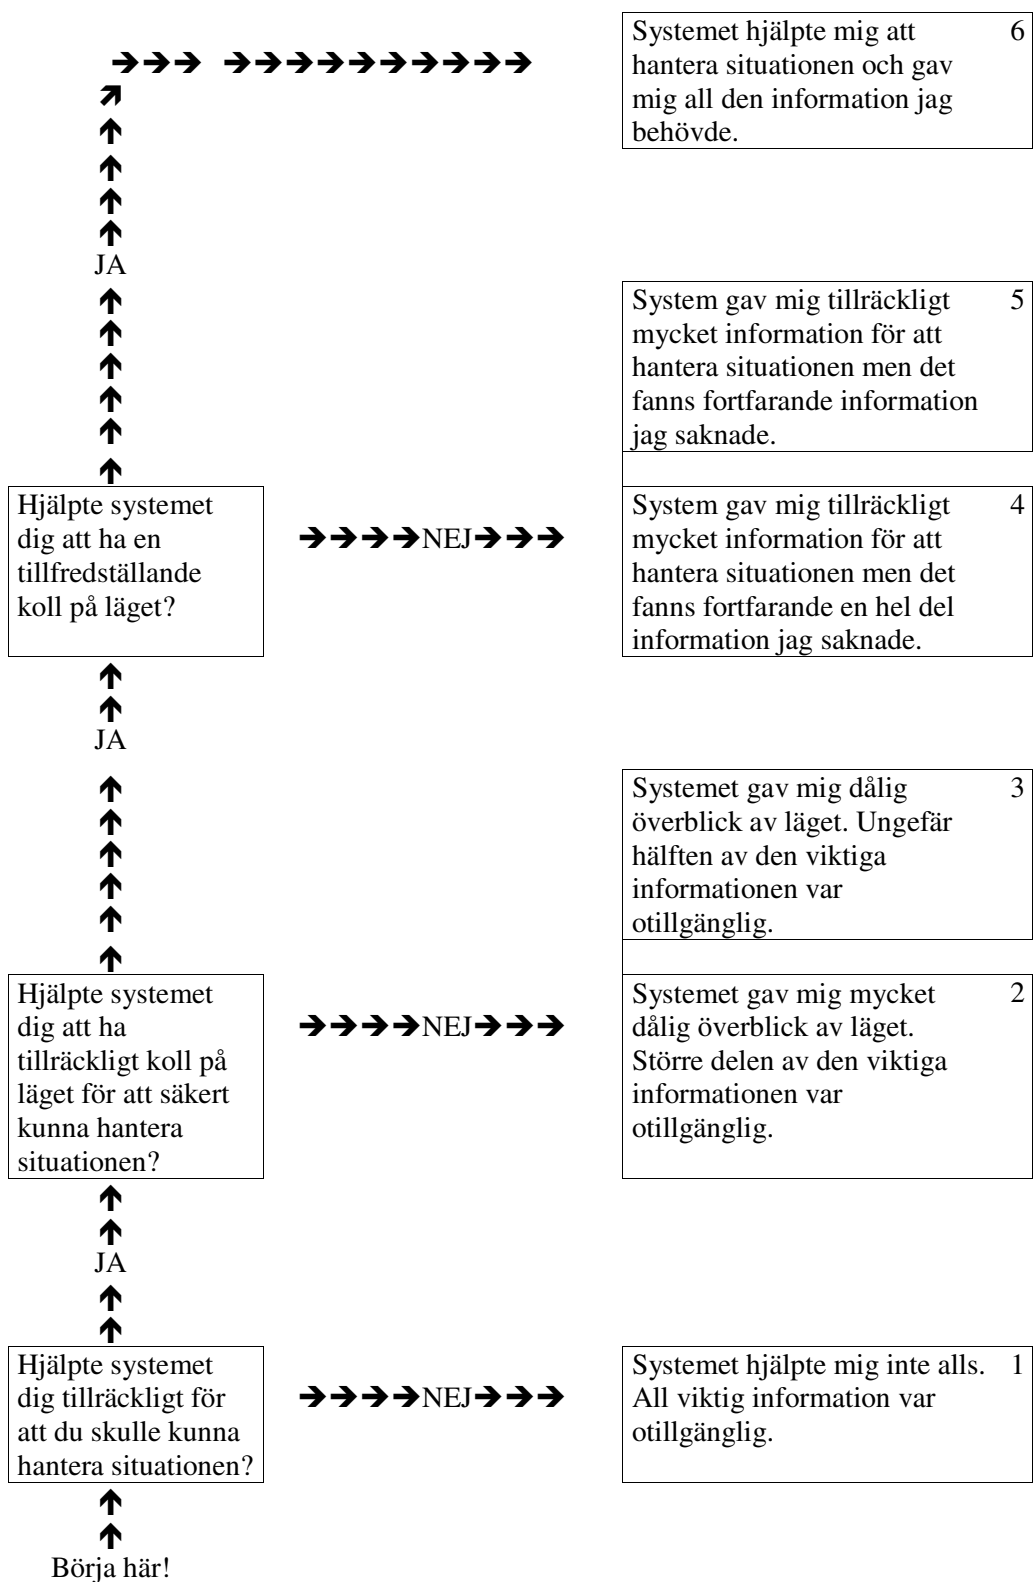 ➔➔➔ ➔➔➔➔➔➔➔➔➔➔
Systemet hjälpte mig att 6
hantera situationen och gav
mig all den information jag
behövde.
JA
System gav mig tillräckligt 5
mycket information för att
hantera situationen men det
fanns fortfarande information
jag saknade.
Hjälpte systemet
dig att ha en
tillfredställande
koll på läget?
➔➔➔➔NEJ➔➔➔
System gav mig tillräckligt 4
mycket information för att
hantera situationen men det
fanns fortfarande en hel del
information jag saknade.
JA
Systemet gav mig dålig 3
överblick av läget. Ungefär
hälften av den viktiga
informationen var
otillgänglig.
Hjälpte systemet
dig att ha
tillräckligt koll på
läget för att säkert
kunna hantera
situationen?
➔➔➔➔NEJ➔➔➔
Systemet gav mig mycket 2
dålig överblick av läget.
Större delen av den viktiga
informationen var
otillgänglig.
JA
Hjälpte systemet
dig tillräckligt för
att du skulle kunna
hantera situationen?
➔➔➔➔NEJ➔➔➔
Systemet hjälpte mig inte alls. 1
All viktig information var
otillgänglig.
Börja här!